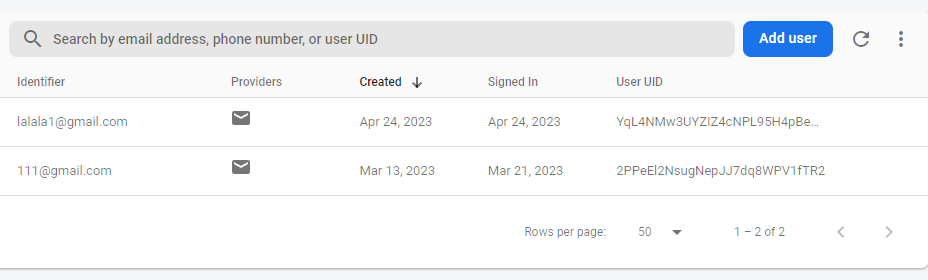 Search by email address, phone number, or user UID Add user
Identifier Providers Created Signed In User UID
lalala1@gmail.com Apr 24, 2023 Apr 24, 2023 YqL4NMw3UYZIZ4cNPL95H4pBe...
111@gmail.com Mar 13, 2023 Mar 21, 2023 2PPeEl2NsugNepJJ7dq8WPV1fTR2
Rows per page: 50 1 – 2 of 2